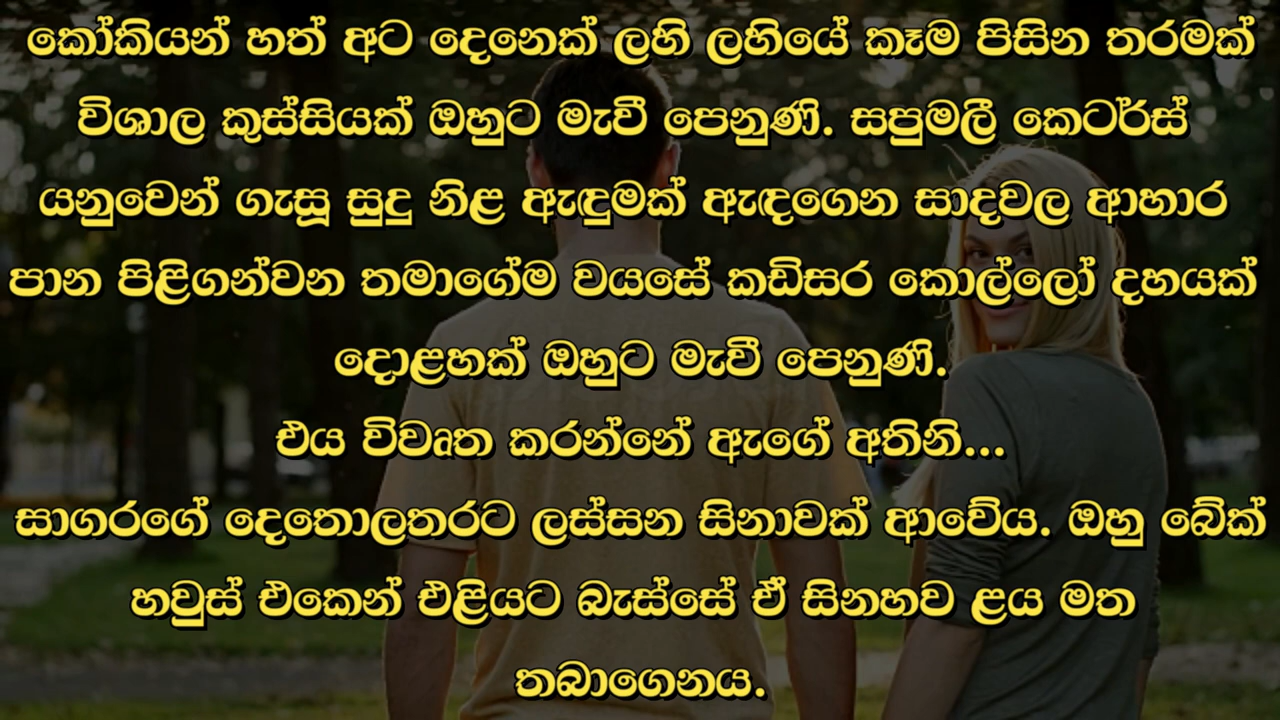 කෝකියන් හත් අට දෙනෙක් ලහි ලහියේ කෑම පිසින තරමක්
විශාල කුස්සියක් ඔහුට මැවී පෙනුණි. සපුමලී කෙටර්ස්
යනුවෙන් ගැසූ සුදු නිළ ඇඳුමක් ඇඳගෙන සාදවල ආහාර
පාන පිළිගන්වන තමාගේම වයසේ කඩිසර කොල්ලෝ දහයක්
දොළහක් ඔහුට මැවී පෙනුණි.
එය විවෘත කරන්නේ ඇගේ අතිනි...
සාගරගේ දෙතොලතරට ලස්සන සිනාවක් ආවේය. ඔහු බේක්
හවුස් එකෙන් එළියට බැස්සේ ඒ සිනහව ළය මත
තබාගෙනය.